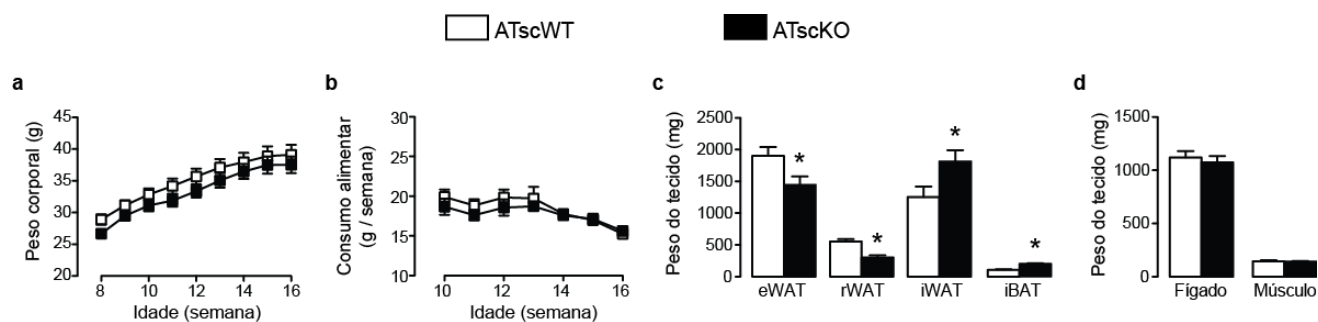 ATscWT
ATscKO
a
Peso corporal (g)
45
40
35
30
25
20
8
10
12
14
16
Idade (semana)
b
Consumo alimentar
(g / semana)
30
25
20
15
10
10
12
14
16
Idade (semana)
c
Peso do tecido (mg)
2500
2000
1500
1000
500
0
*
*
*
*
eWAT
rWAT
iWAT
iBAT
d
Peso do tecido (mg)
1500
1000
500
0
Fígado
Músculo